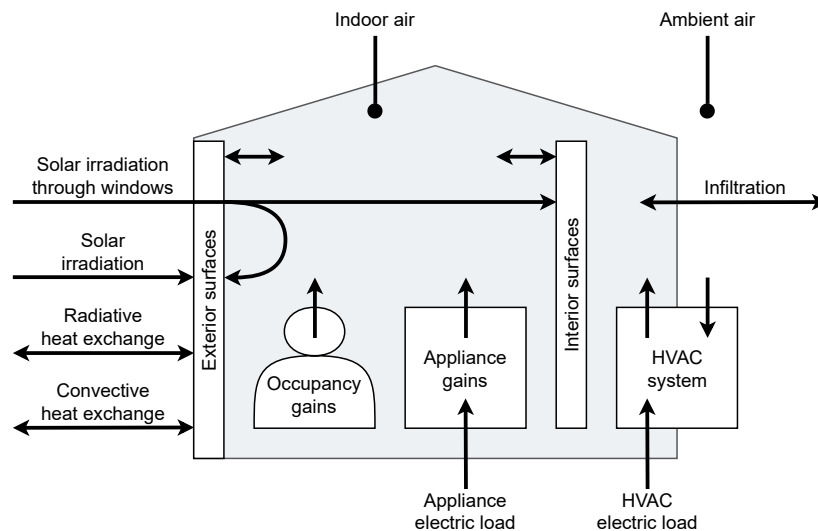 Indoor air
Ambient air
Solar irradiation
through windows
Infiltration
Solar
irradiation
Exterior surfaces
Interior surfaces
Radiative
heat exchange
Appliance
gains
HVAC
system
Occupancy
gains
Convective
heat exchange
Appliance
electric load
HVAC
electric load